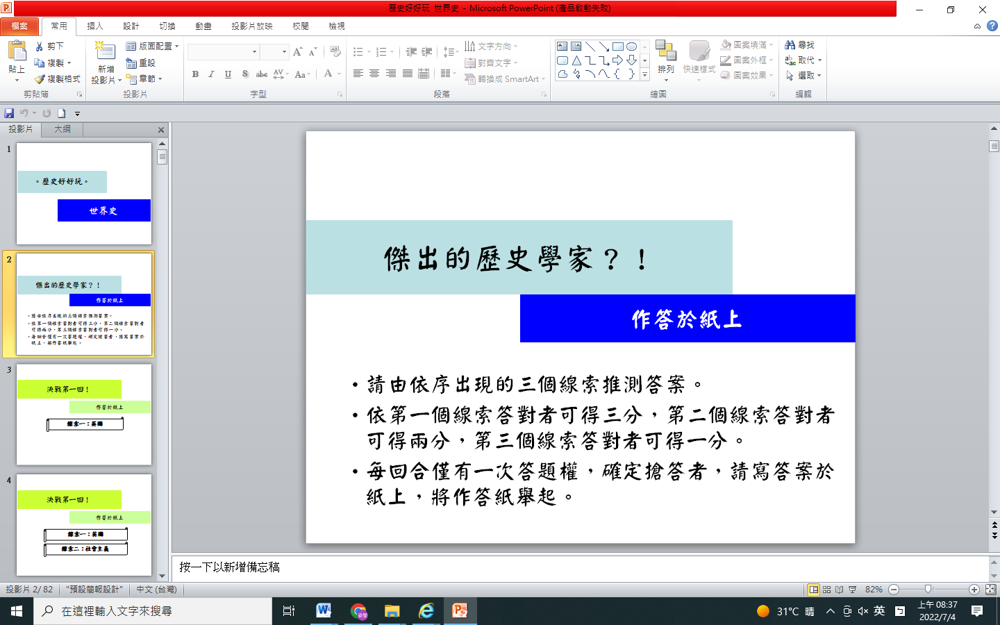 歷史好好玩 世界史 - Microsoft PowerPoint (產品啟動失敗)
檔案 常用 插入 設計 切換 動畫 投影片放映 校閱 檢視
貼上
剪下
複製
複製格式
剪貼簿
新增
投影片
版面配置
重設
章節
投影片
B I U S abc AV Aa A
字型
文字方向
對齊文字
轉換成 SmartArt
段落
排列
快速樣式
圖案填滿
圖案外框
圖案效果
繪圖
尋找
取代
選取
編輯
投影片 大綱
1
。歷史好好玩。
世界史
2
傑出的歷史學家？！
作答於紙上
•請由依序出現的三個線索推測答案。
•依第一個線索答對者可得三分，第二個線索答對者
可得兩分，第三個線索答對者可得一分。
•每回合僅有一次答題權，確定搶答者，請寫答案於
紙上，將作答紙舉起。
3
決戰第一回！
作答於紙上
線索一：英國
4
決戰第一回！
作答於紙上
線索一：英國
線索二：社會主義
傑出的歷史學家？！
作答於紙上
•請由依序出現的三個線索推測答案。
•依第一個線索答對者可得三分，第二個線索答對者
可得兩分，第三個線索答對者可得一分。
•每回合僅有一次答題權，確定搶答者，請寫答案於
紙上，將作答紙舉起。
按一下以新增備忘稿
投影片 2/ 82 "預設簡報設計" 中文 (台灣) 82%
在這裡輸入文字來搜尋
31°C 晴
英
上午 08:37
2022/7/4